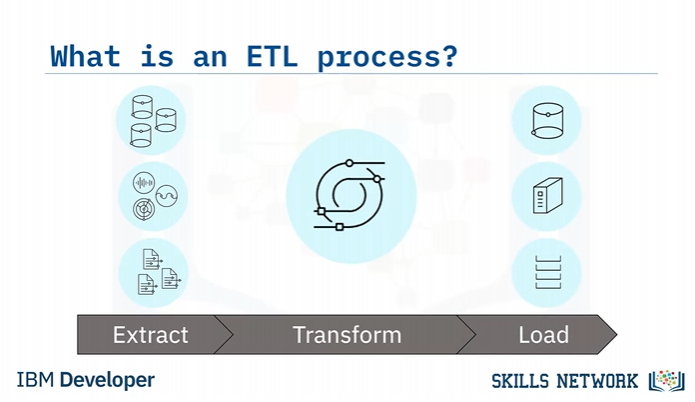 What is an ETL process?
Extract
Transform
Load
IBM Developer
SKILLS NETWORK